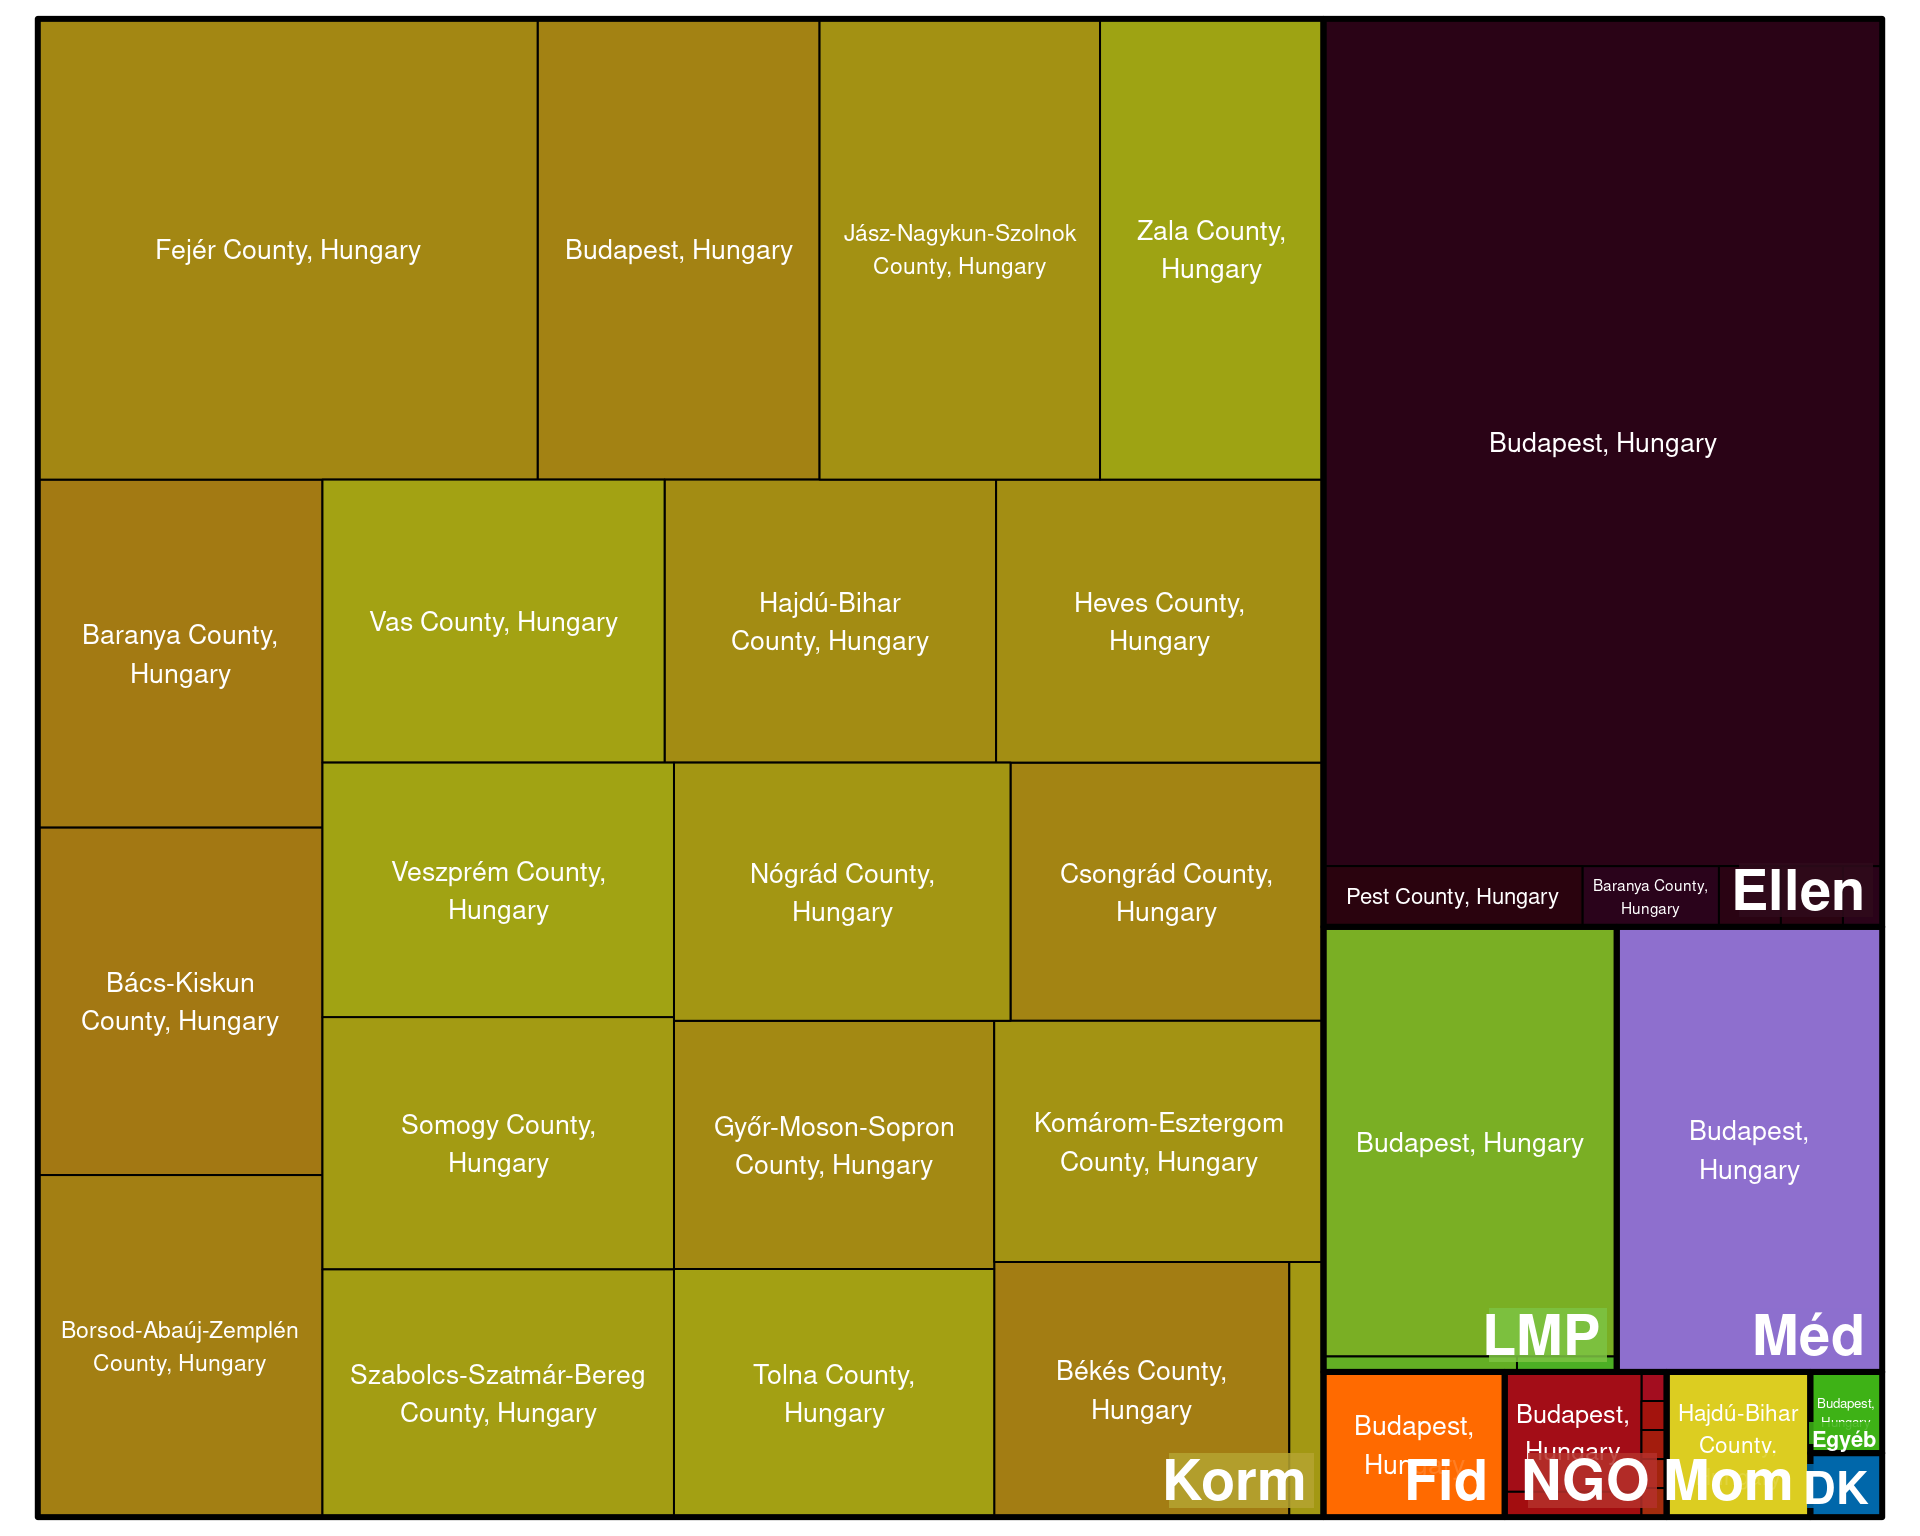 Fejér County, Hungary
Budapest, Hungary
Jász-Nagykun-Szolnok
County, Hungary
Zala County,
Hungary
Baranya County,
Hungary
Vas County, Hungary
Hajdú-Bihar
County, Hungary
Heves County,
Hungary
Bács-Kiskun
County, Hungary
Veszprém County,
Hungary
Nógrád County,
Hungary
Csongrád County,
Hungary
Somogy County,
Hungary
Győr-Moson-Sopron
County, Hungary
Komárom-Esztergom
County, Hungary
Borsod-Abaúj-Zemplén
County, Hungary
Szabolcs-Szatmár-Bereg
County, Hungary
Tolna County,
Hungary
Békés County,
Hungary
Korm
Budapest, Hungary
Pest County, Hungary
Baranya County,
Hungary
Ellen
Budapest, Hungary
LMP
Budapest,
Hungary
Méd
Budapest,
Hungary
Fid
Budapest,
Hungary
NGO
Hajdú-Bihar
County,
Mom
Budapest,
Hungary
Egyéb
DK